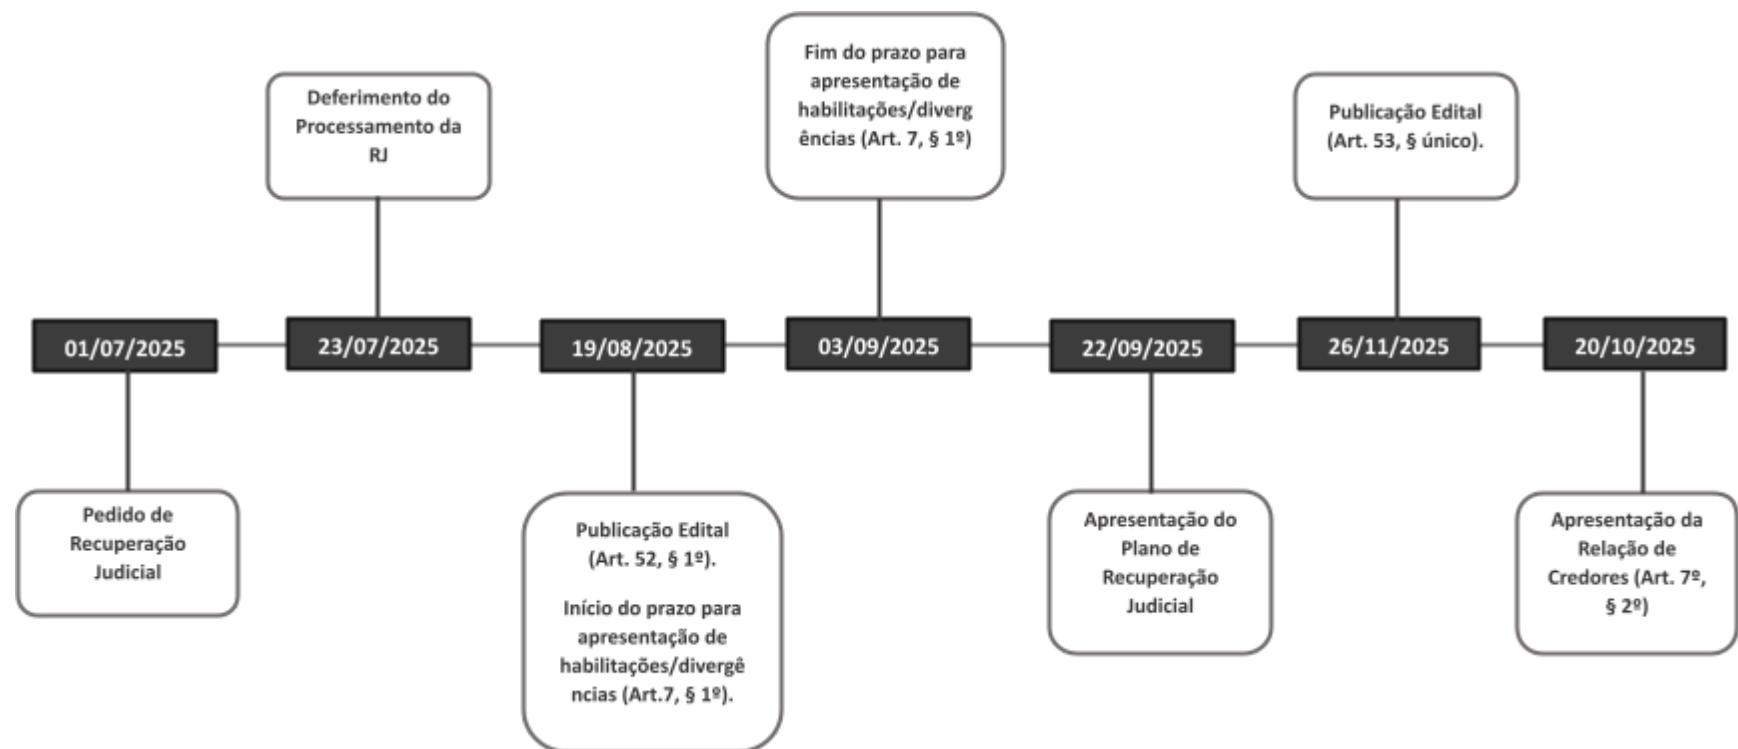 Deferimento do
Processamento da
RJ
Fim do prazo para
apresentação de
habilitações/diverg
ências (Art. 7, § 1º)
Publicação Edital
(Art. 53, § único).
01/07/2025
23/07/2025
19/08/2025
03/09/2025
22/09/2025
26/11/2025
20/10/2025
Pedido de
Recuperação
Judicial
Publicação Edital
(Art. 52, § 1º).
Início do prazo para
apresentação de
habilitações/divergê
ncias (Art.7, § 1º).
Apresentação do
Plano de
Recuperação
Judicial
Apresentação da
Relação de
Credores (Art. 7º,
§ 2º)